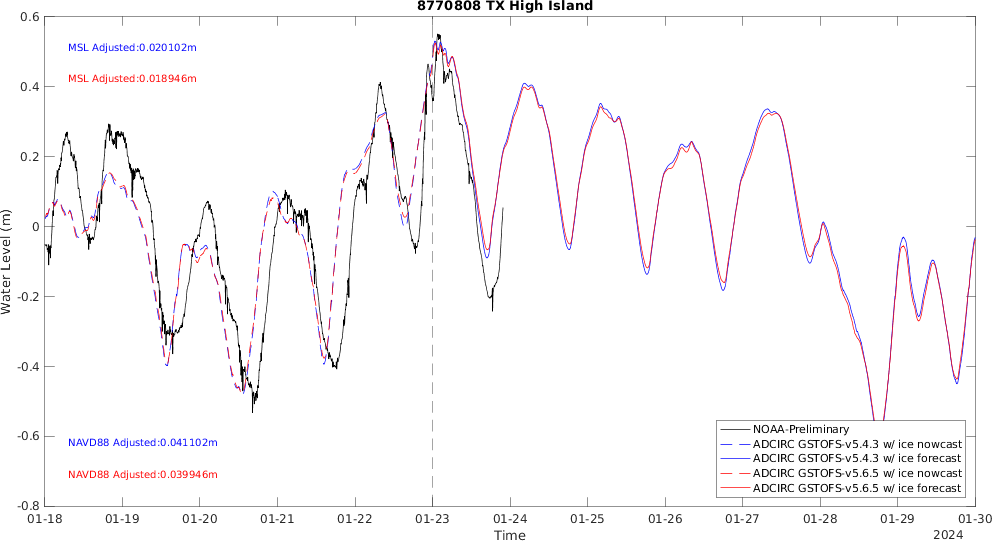 8770808 TX High Island
MSL Adjusted:0.020102m
MSL Adjusted:0.018946m
NAVD88 Adjusted:0.041102m
NAVD88 Adjusted:0.039946m
Water Level (m)
0.6
0.4
0.2
0
-0.2
-0.4
-0.6
-0.8
NOAA-Preliminary
ADCIRC GSTOFS-v5.4.3 w/ ice nowcast
ADCIRC GSTOFS-v5.4.3 w/ ice forecast
ADCIRC GSTOFS-v5.6.5 w/ ice nowcast
ADCIRC GSTOFS-v5.6.5 w/ ice forecast
01-18 01-19 01-20 01-21 01-22 01-23 01-24 01-25 01-26 01-27 01-28 01-29 01-30
Time
2024